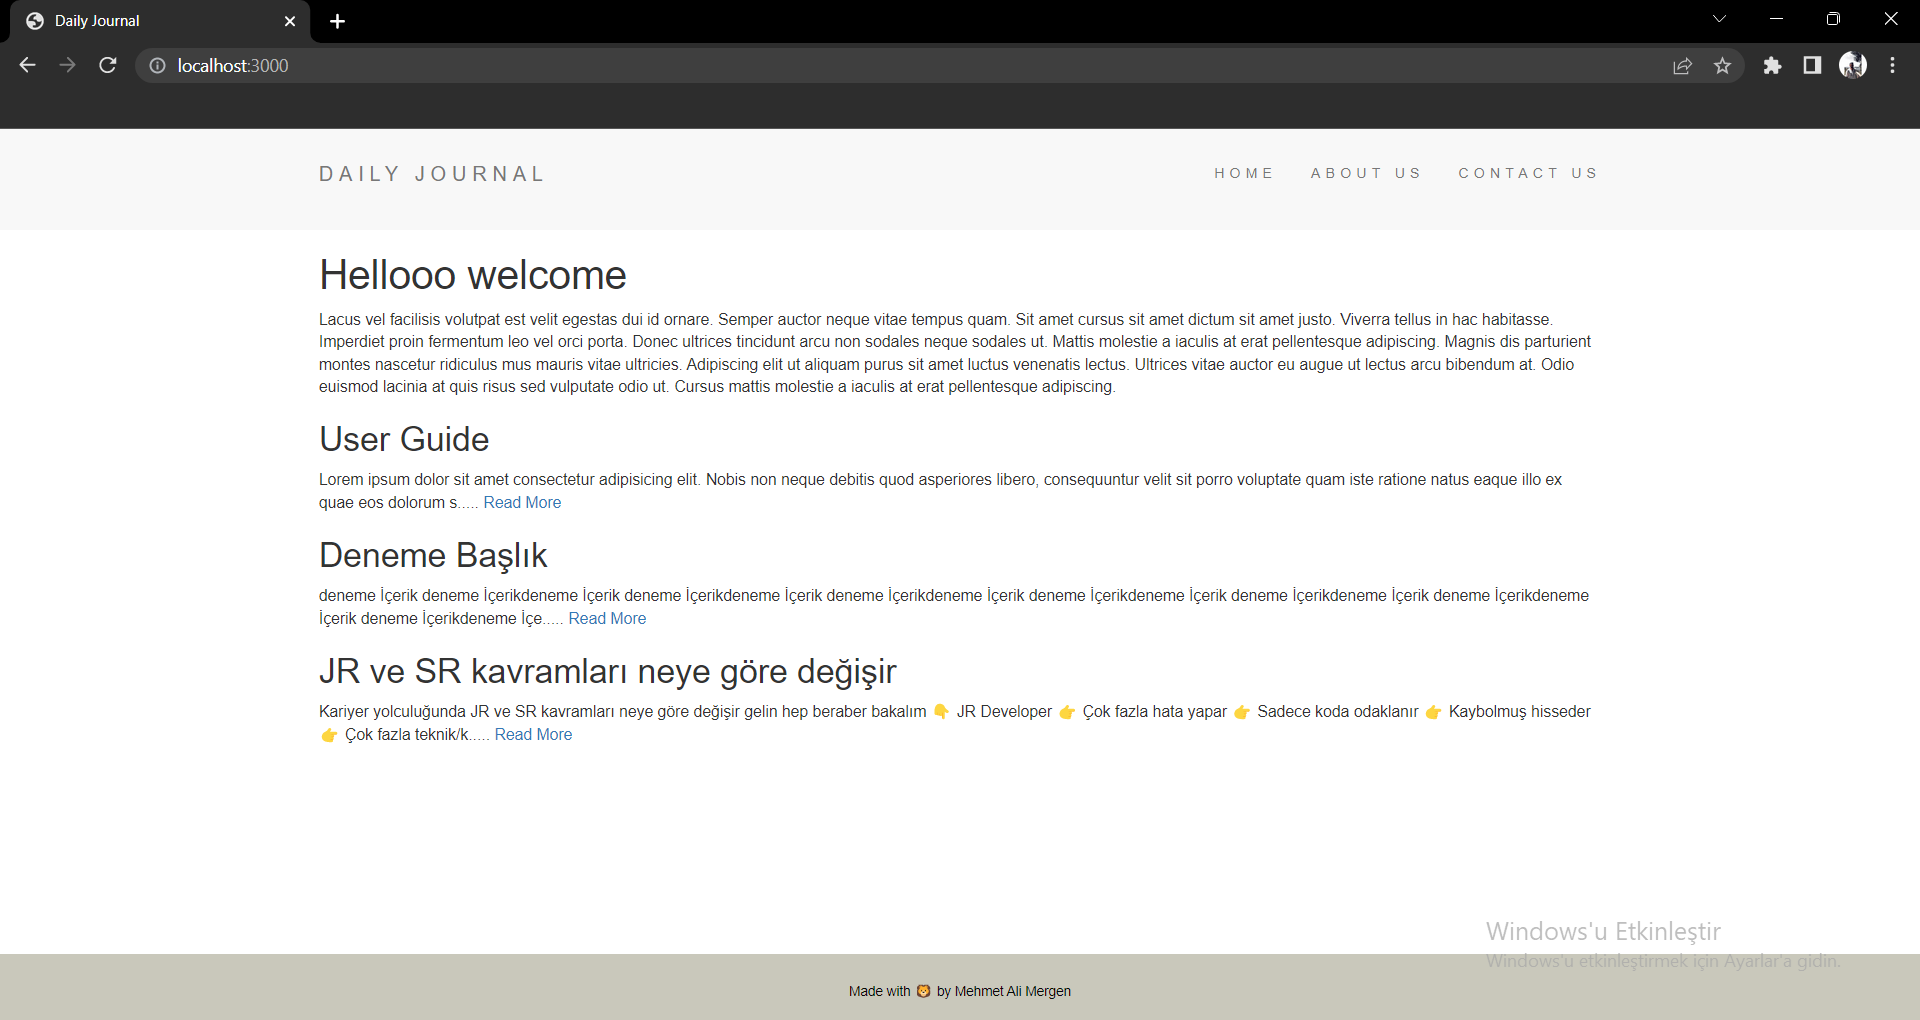 Daily Journal
localhost:3000
DAILY JOURNAL
HOME ABOUT US CONTACT US
Hellooo welcome
Lacus vel facilisis volutpat est velit egestas dui id ornare. Semper auctor neque vitae tempus quam. Sit amet cursus sit amet dictum sit amet justo. Viverra tellus in hac habitasse.
Imperdiet proin fermentum leo vel orci porta. Donec ultrices tincidunt arcu non sodales neque sodales ut. Mattis molestie a iaculis at erat pellentesque adipiscing. Magnis dis parturient
montes nascetur ridiculus mus mauris vitae ultricies. Adipiscing elit ut aliquam purus sit amet luctus venenatis lectus. Ultrices vitae auctor eu augue ut lectus arcu bibendum at. Odio
euismod lacinia at quis risus sed vulputate odio ut. Cursus mattis molestie a iaculis at erat pellentesque adipiscing.
User Guide
Lorem ipsum dolor sit amet consectetur adipisicing elit. Nobis non neque debitis quod asperiores libero, consequuntur velit sit porro voluptate quam iste ratione natus eaque illo ex
quae eos dolorum s..... Read More
Deneme Başlık
deneme İçerik deneme İçerikdeneme İçerik deneme İçerikdeneme İçerik deneme İçerikdeneme İçerik deneme İçerikdeneme İçerik deneme İçerikdeneme İçerik deneme İçerikdeneme
İçerik deneme İçerikdeneme İçe..... Read More
JR ve SR kavramları neye göre değişir
Kariyer yolculuğunda JR ve SR kavramları neye göre değişir gelin hep beraber bakalım 👇 JR Developer 👉 Çok fazla hata yapar 👉 Sadece koda odaklanır 👉 Kaybolmuş hisseder
👉 Çok fazla teknik/k..... Read More
Windows'u Etkinleştir
Windows'u etkinleştirmek için Ayarlar'a gidin.
Made with 🦁 by Mehmet Ali Mergen